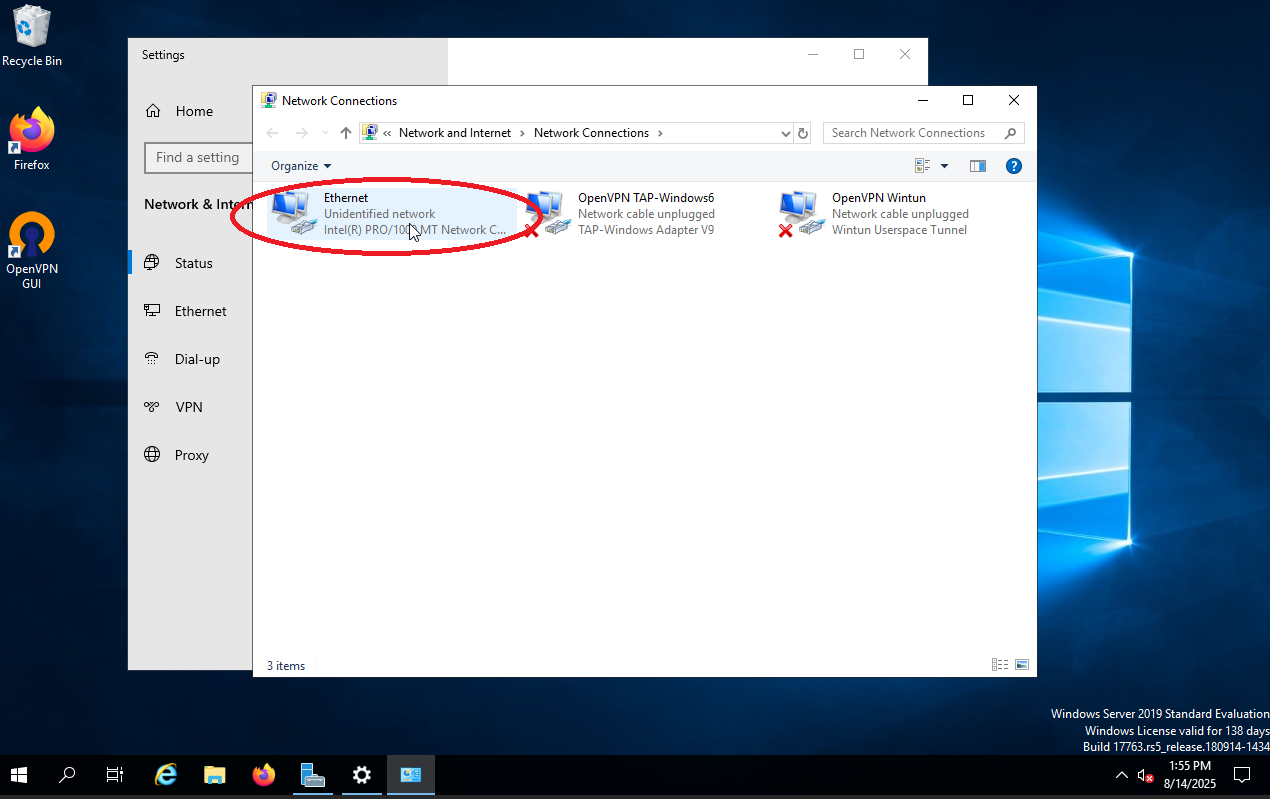 Recycle Bin
Firefox
OpenVPN
GUI
Settings
Home
Find a setting
Network & Intern
Status
Ethernet
Dial-up
VPN
Proxy
Network Connections
« Network and Internet > Network Connections >
Search Network Connections
Organize
Ethernet
Unidentified network
Intel(R) PRO/1000 MT Network C...
OpenVPN TAP-Windows6
Network cable unplugged
TAP-Windows Adapter V9
OpenVPN Wintun
Network cable unplugged
Wintun Userspace Tunnel
3 items
Windows Server 2019 Standard Evaluation
Windows License valid for 138 days
Build 17763.rs5_release.180914-1434
1:55 PM
8/14/2025